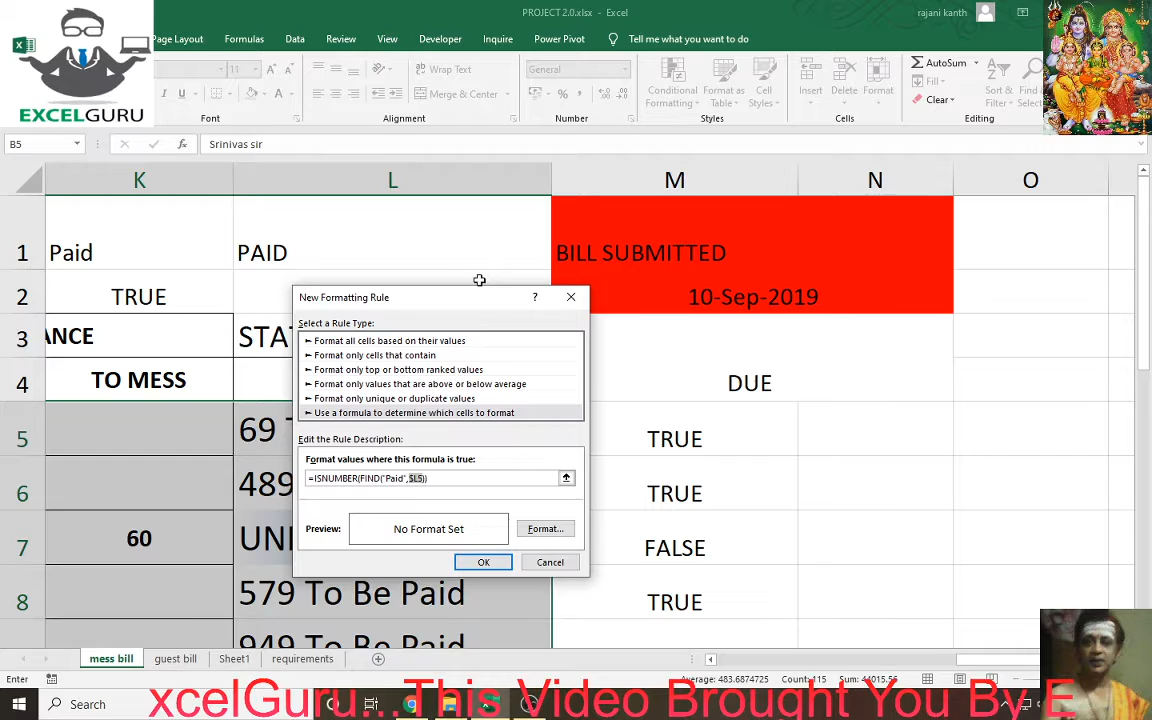 PROJECT 2.0.xlsx - Excel
rajani kanth
Page Layout Formulas Data Review View Developer Inquire Power Pivot Tell me what you want to do
EXCELGURU
11 A A
Wrap Text
General
I U
Merge & Center
Conditional Formatting
Format as Table
Cell Styles
Insert
Delete
Format
AutoSum
Fill
Clear
Sort & Filter
Find
Font Alignment Number Styles Cells Editing
B5 fx Srinivas sir
K L M N O
1 Paid PAID BILL SUBMITTED
2 TRUE 10-Sep-2019
3 ANCE
4 TO MESS DUE
5 69 TRUE
6 489 TRUE
7 60 FALSE
8 579 To Be Paid TRUE
949 To Be Paid
New Formatting Rule ?
Select a Rule Type:
► Format all cells based on their values
► Format only cells that contain
► Format only top or bottom ranked values
► Format only values that are above or below average
► Format only unique or duplicate values
► Use a formula to determine which cells to format
Edit the Rule Description:
Format values where this formula is true:
=ISNUMBER(FIND("Paid",$L5))
Preview: No Format Set Format...
OK Cancel
mess bill guest bill Sheet1 requirements
Enter Average: 483.6874725 Count: 115 Sum: 44015.56
Search
xcelGuru...This Video Brought You By E